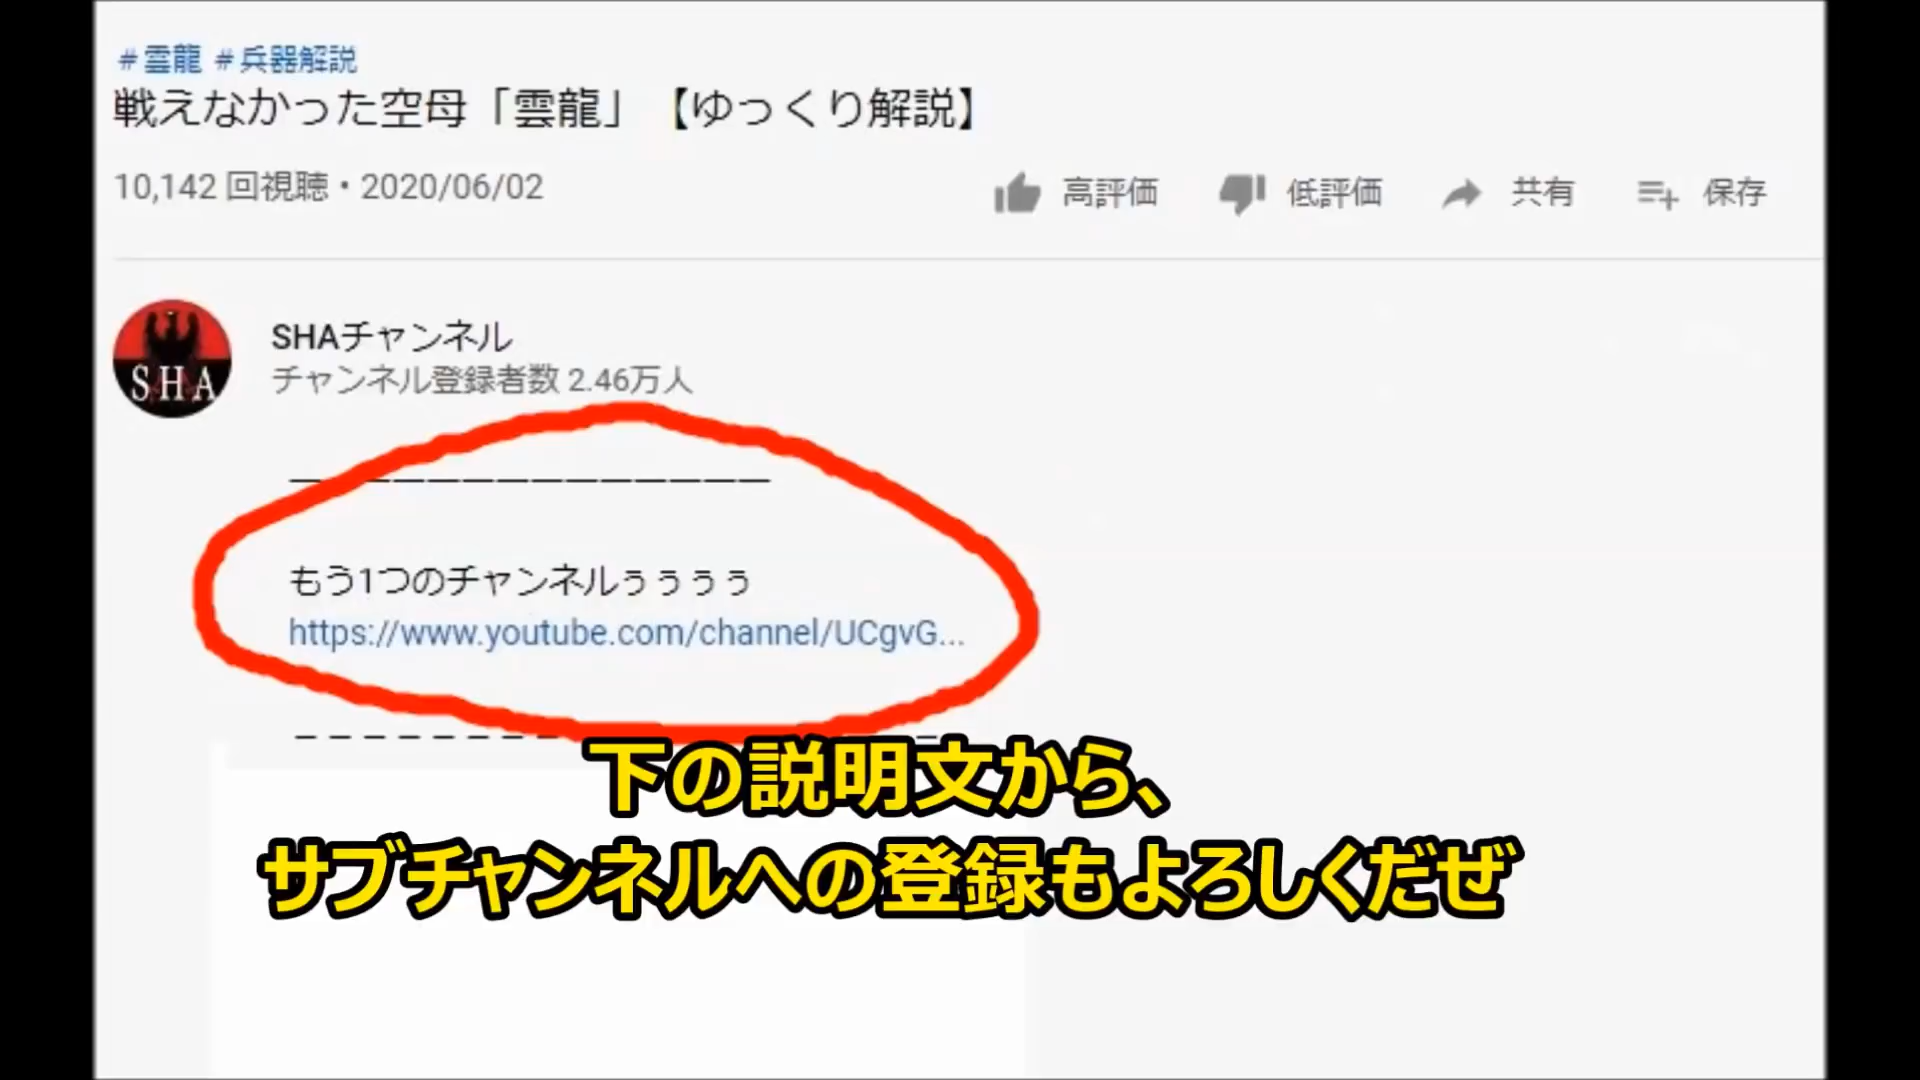 #雲龍 #兵器解説
戦えなかった空母「雲龍」【ゆっくり解説】
10,142 回視聴・2020/06/02
高評価 低評価 共有 保存
SHA
SHAチャンネル
チャンネル登録者数 2.46万人
もう1つのチャンネルぅぅぅぅ
https://www.youtube.com/channel/UCgvG...
下の説明文から、
サブチャンネルへの登録もよろしくだぜ